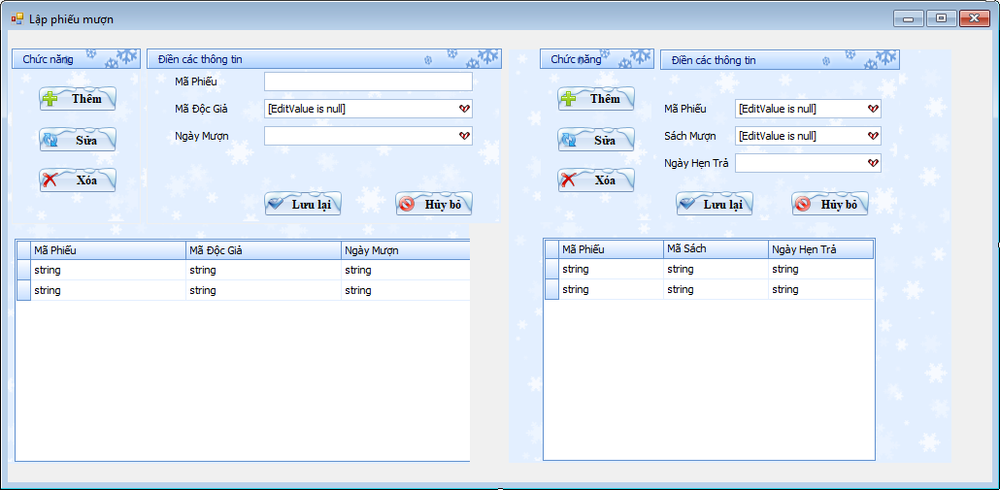 Lập phiếu mượn
Chức năng
Điền các thông tin
Thêm
Sửa
Xóa
Mã Phiếu
Mã Độc Giả
[EditValue is null]
Ngày Mượn
Lưu lại
Hủy bỏ
Mã Phiếu
Mã Độc Giả
Ngày Mượn
string
string
string
string
string
string
Chức năng
Điền các thông tin
Thêm
Sửa
Xóa
Mã Phiếu
[EditValue is null]
Sách Mượn
[EditValue is null]
Ngày Hẹn Trả
Lưu lại
Hủy bỏ
Mã Phiếu
Mã Sách
Ngày Hẹn Trả
string
string
string
string
string
string